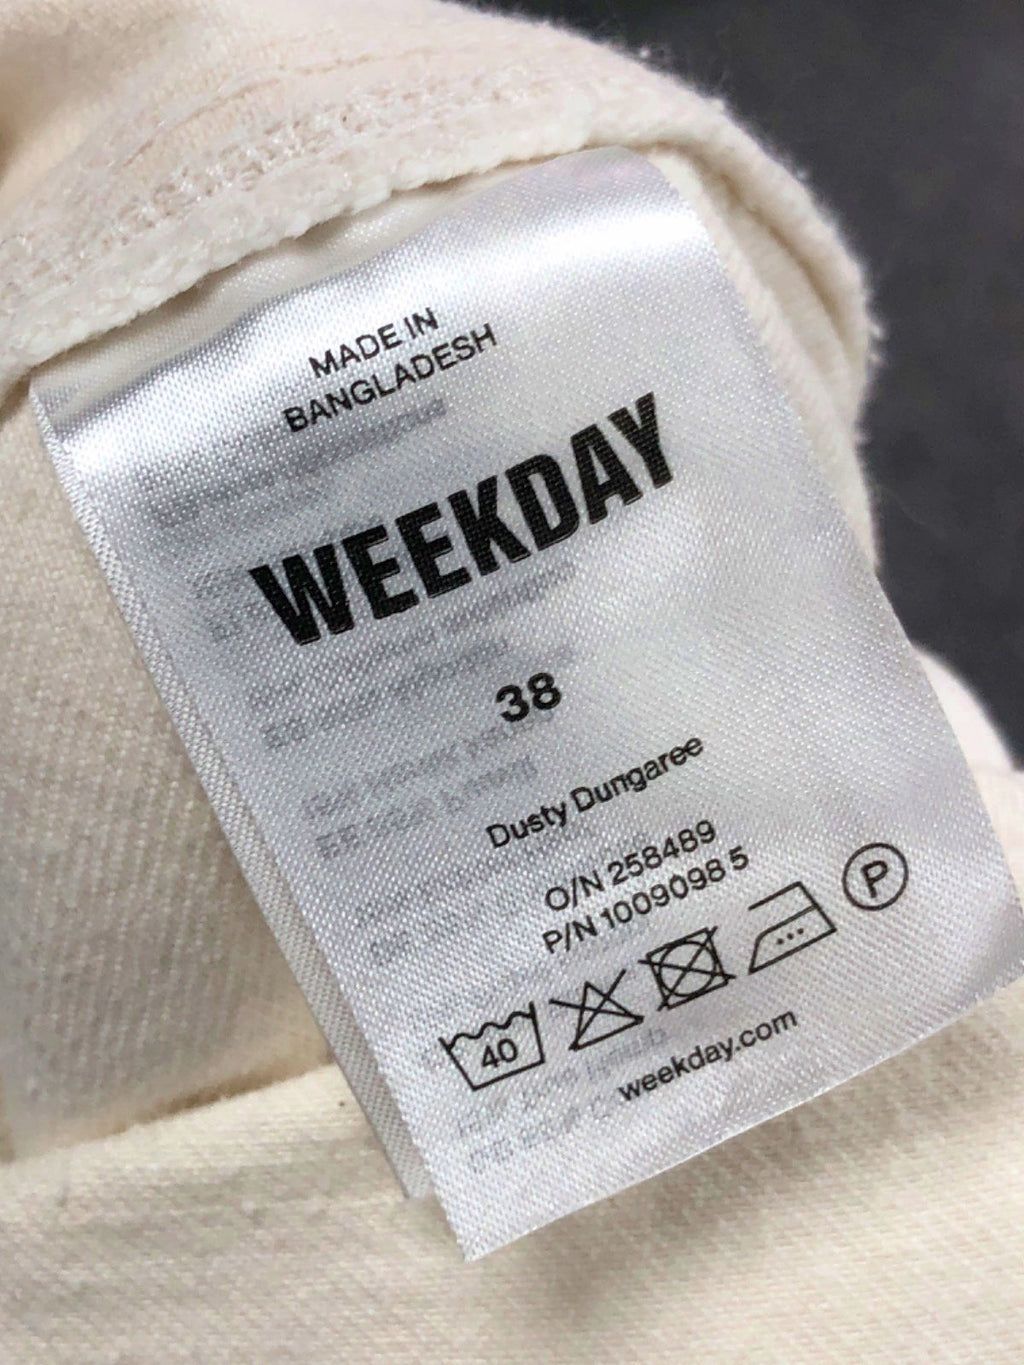 MADE IN
BANGLADESH
WEEKDAY
38
Dusty Dungaree
O/N 258489
P/N 1009098 5
40
P
weekday.com